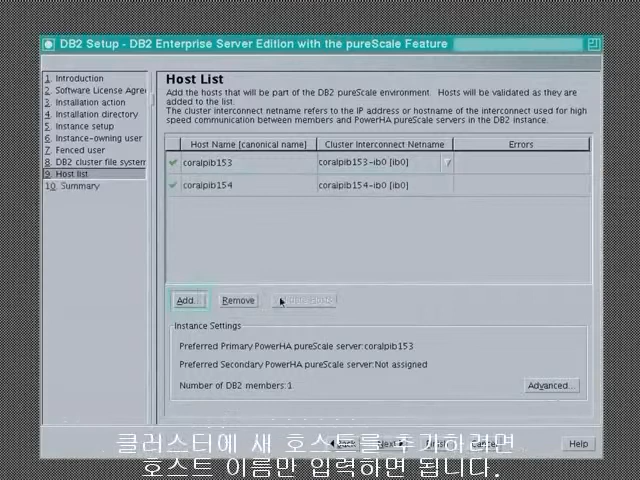 DB2 Setup - DB2 Enterprise Server Edition with the pureScale Feature
1. Introduction
2. Software License Agree
3. Installation action
4. Installation directory
5. Instance setup
6. Instance-owning user
7. Fenced user
8. DB2 cluster file system
9. Host list
10. Summary
Host List
Add the hosts that will be part of the DB2 pureScale environment. Hosts will be validated as they are
added to the list.
The cluster interconnect netname refers to the IP address or hostname of the interconnect used for high
speed communication between members and PowerHA pureScale servers in the DB2 instance.
Host Name [canonical name] Cluster Interconnect Netname Errors
coralpib153 coralpib153-ib0 [ib0]
coralpib154 coralpib154-ib0 [ib0]
Add... Remove
Instance Settings
Preferred Primary PowerHA pureScale server:coralpib153
Preferred Secondary PowerHA pureScale server:Not assigned
Number of DB2 members:1
Advanced...
Back Next Help
클러스터에 새 호스트를 추가하려면
호스트 이름만 입력하면 됩니다.